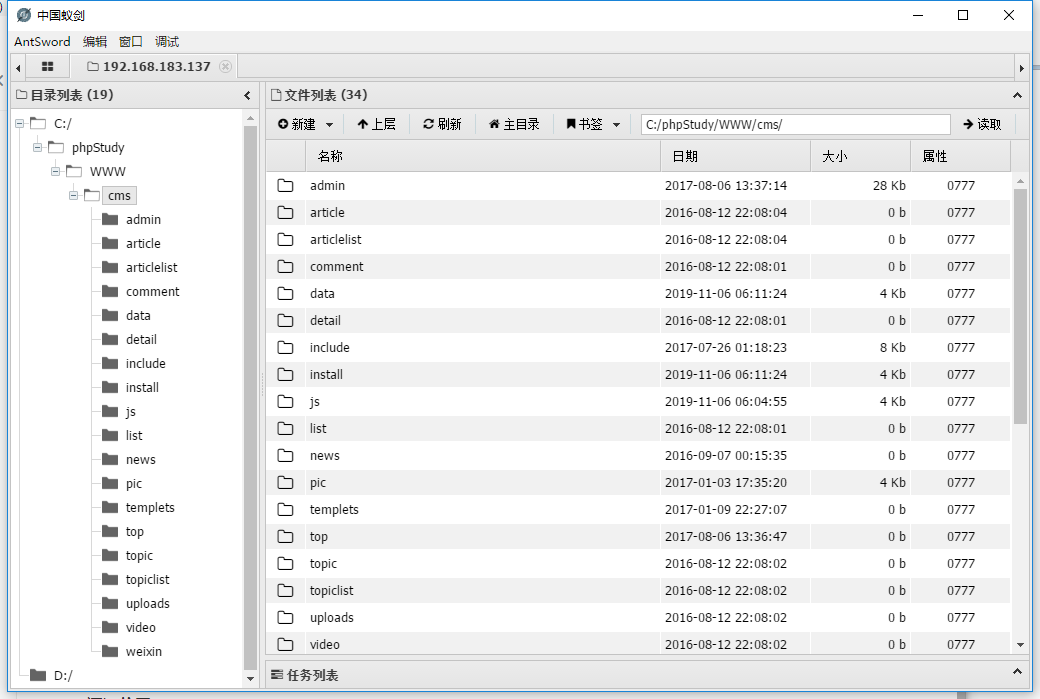 中国蚁剑
AntSword 编辑 窗口 调试
192.168.183.137
目录列表 (19)
C:/
phpStudy
WWW
cms
admin
article
articlelist
comment
data
detail
include
install
js
list
news
pic
templets
top
topic
topiclist
uploads
video
weixin
D:/
文件列表 (34)
新建 上层 刷新 主目录 书签 C:/phpStudy/WWW/cms/ 读取
名称 日期 大小 属性
admin 2017-08-06 13:37:14 28 Kb 0777
article 2016-08-12 22:08:04 0 b 0777
articlelist 2016-08-12 22:08:04 0 b 0777
comment 2016-08-12 22:08:01 0 b 0777
data 2019-11-06 06:11:24 4 Kb 0777
detail 2016-08-12 22:08:01 0 b 0777
include 2017-07-26 01:18:23 8 Kb 0777
install 2019-11-06 06:11:24 4 Kb 0777
js 2019-11-06 06:04:55 4 Kb 0777
list 2016-08-12 22:08:01 0 b 0777
news 2016-09-07 00:15:35 0 b 0777
pic 2017-01-03 17:35:20 4 Kb 0777
templets 2017-01-09 22:27:07 0 b 0777
top 2017-08-06 13:36:47 0 b 0777
topic 2016-08-12 22:08:02 0 b 0777
topiclist 2016-08-12 22:08:02 0 b 0777
uploads 2016-08-12 22:08:02 0 b 0777
video 2016-08-12 22:08:02 0 b 0777
任务列表